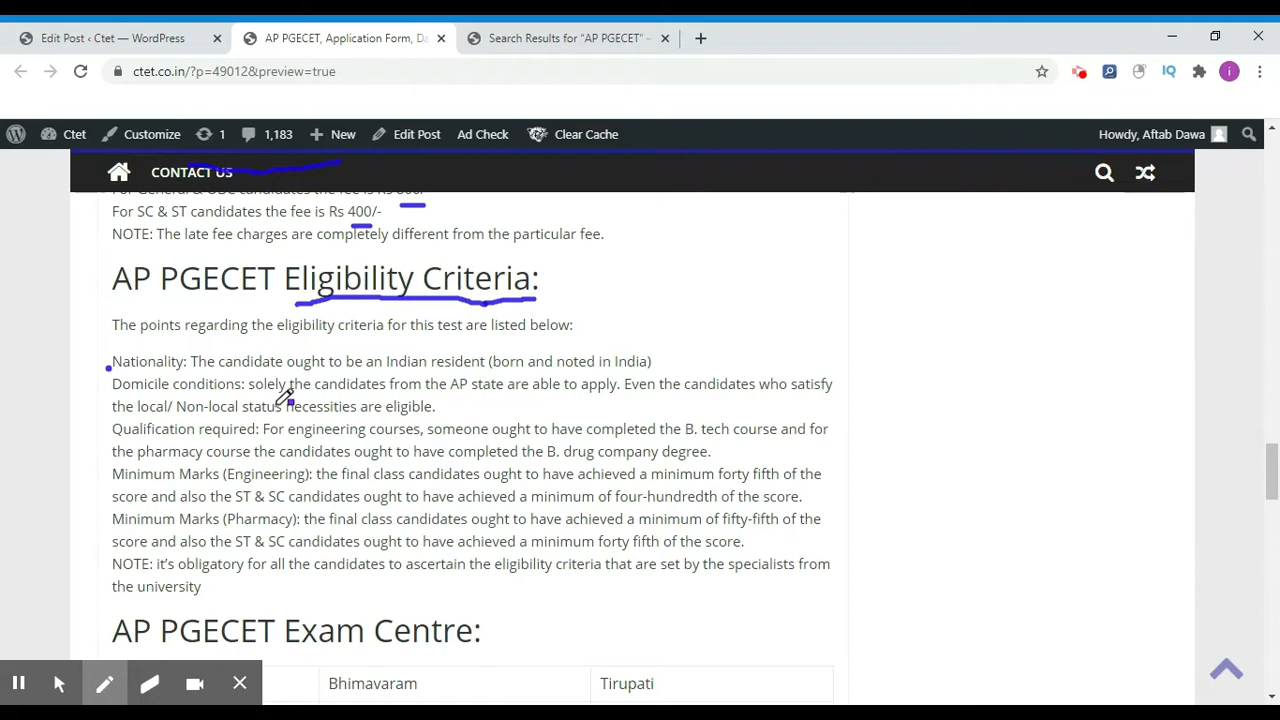 Edit Post ‹ Ctet — WordPress
AP PGECET, Application Form, Da
Search Results for “AP PGECET” –
ctet.co.in/?p=49012&preview=true
IQ
i
Ctet
Customize
1
1,183
New
Edit Post
Ad Check
Clear Cache
Howdy, Aftab Dawa
CONTACT US
For General & OBC candidates the fee is Rs 800/-
For SC & ST candidates the fee is Rs 400/-
NOTE: The late fee charges are completely different from the particular fee.
AP PGECET Eligibility Criteria:
The points regarding the eligibility criteria for this test are listed below:
Nationality: The candidate ought to be an Indian resident (born and noted in India)
Domicile conditions: solely the candidates from the AP state are able to apply. Even the candidates who satisfy
the local/ Non-local status necessities are eligible.
Qualification required: For engineering courses, someone ought to have completed the B. tech course and for
the pharmacy course the candidates ought to have completed the B. drug company degree.
Minimum Marks (Engineering): the final class candidates ought to have achieved a minimum forty fifth of the
score and also the ST & SC candidates ought to have achieved a minimum of four-hundredth of the score.
Minimum Marks (Pharmacy): the final class candidates ought to have achieved a minimum of fifty-fifth of the
score and also the ST & SC candidates ought to have achieved a minimum forty fifth of the score.
NOTE: it’s obligatory for all the candidates to ascertain the eligibility criteria that are set by the specialists from
the university
AP PGECET Exam Centre:
Bhimavaram
Tirupati